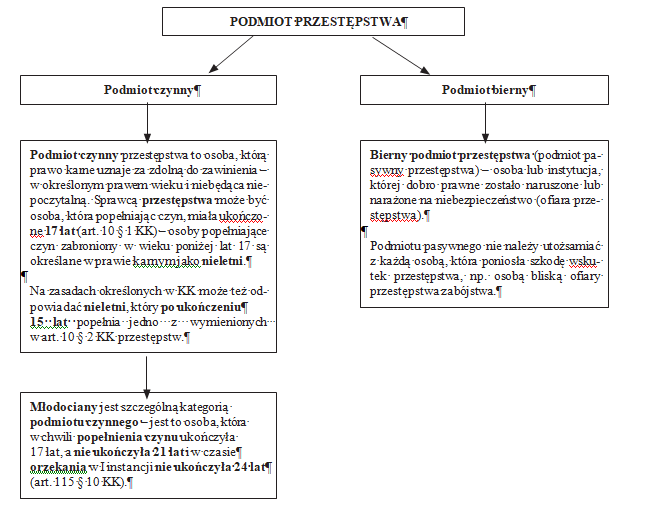 PODMIOT PRZESTĘPSTWA¶
Podmiot czynny¶
Podmiot czynny przestępstwa to osoba, którą
prawo karne uznaje za zdolną do zawinienia –
w określonym prawem wieku i niebędąca nie-
poczytalną. Sprawcą przestępstwa może być
osoba, która popełniając czyn, miała ukończo-
ne 17 lat (art. 10 § 1 KK) – osoby popełniające
czyn zabroniony w wieku poniżej lat 17 są
określane w prawie karnym jako nieletni.¶
¶
Na zasadach określonych w KK może też od-
powiadać nieletni, który po ukończeniu¶
15 lat popełnia jedno z wymienionych
w art. 10 § 2 KK przestępstw.¶
Młodociany jest szczególną kategorią
podmiotu czynnego – jest to osoba, która
w chwili popełnienia czynu ukończyła
17 lat, a nie ukończyła 21 lat i w czasie¶
orzekania w I instancji nie ukończyła 24 lat¶
(art. 115 § 10 KK).¶
Podmiot bierny¶
Bierny podmiot przestępstwa (podmiot pa-
sywny przestępstwa) – osoba lub instytucja,
której dobro prawne zostało naruszone lub
narażone na niebezpieczeństwo (ofiara prze-
stępstwa).¶
¶
Podmiotu pasywnego nie należy utożsamiać
z każdą osobą, która poniosła szkodę wsku-
tek przestępstwa, np. osobą bliską ofiary
przestępstwa zabójstwa.¶